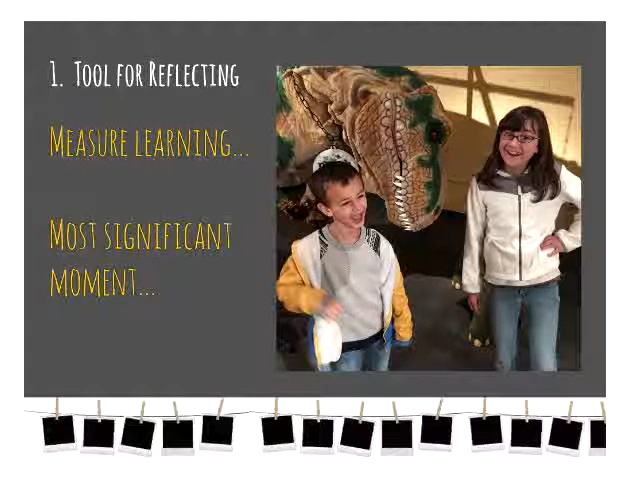 1. Tool for Reflecting
Measure learning...
Most significant
moment...